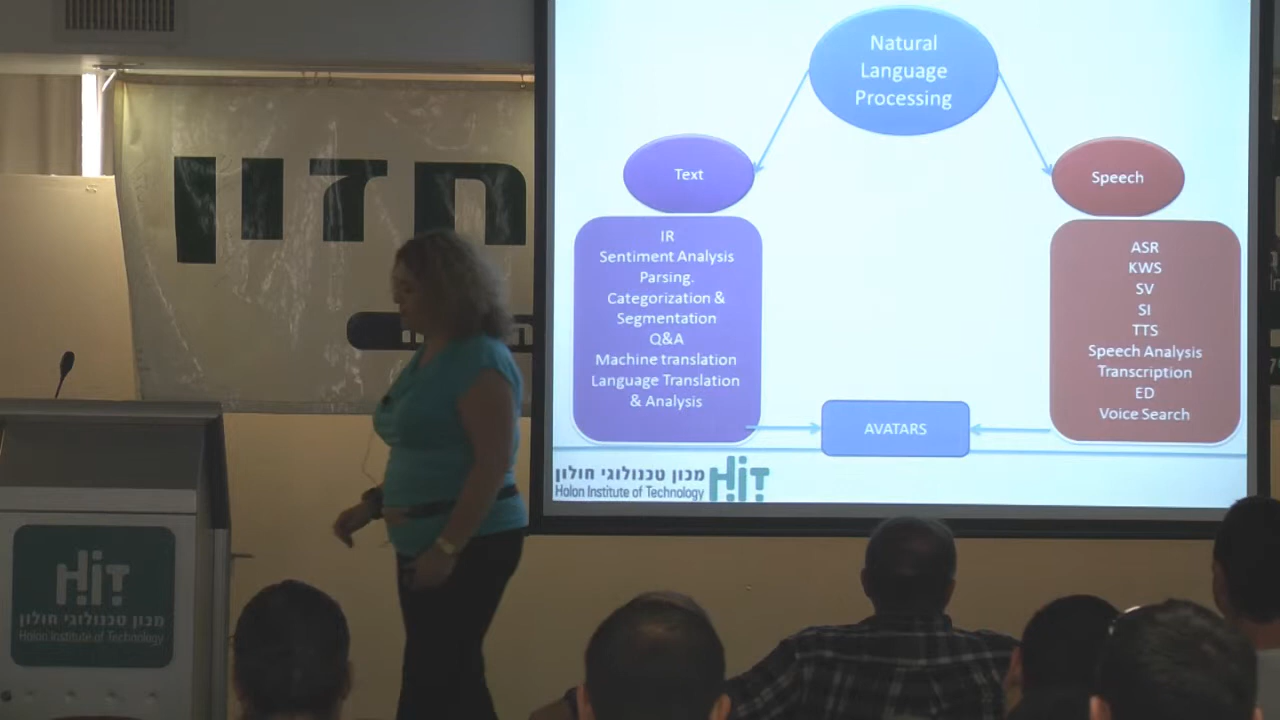 חזון
Natural
Language
Processing
Text
Speech
IR
Sentiment Analysis
Parsing.
Categorization &
Segmentation
Q&A
Machine translation
Language Translation
& Analysis
ASR
KWS
SV
SI
TTS
Speech Analysis
Transcription
ED
Voice Search
AVATARS
מכון טכנולוגי חולון
Holon Institute of Technology
HiT
HiT
מכון טכנולוגי חולון
Holon Institute of Technology